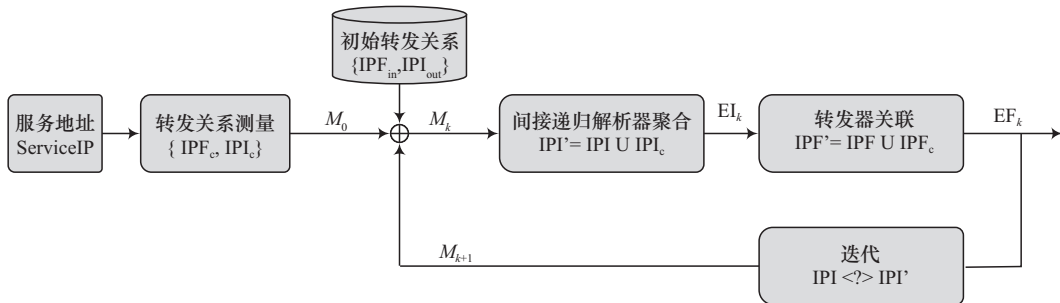 初始转发关系
{IPF_in,IPI_out}
服务地址
ServiceIP
转发关系测量
{ IPF_c, IPI_c}
M_0
M_k
间接递归解析器聚合
IPI’= IPI U IPI_c
EI_k
转发器关联
IPF’= IPF U IPF_c
EF_k
M_{k+1}
迭代
IPI <?> IPI’